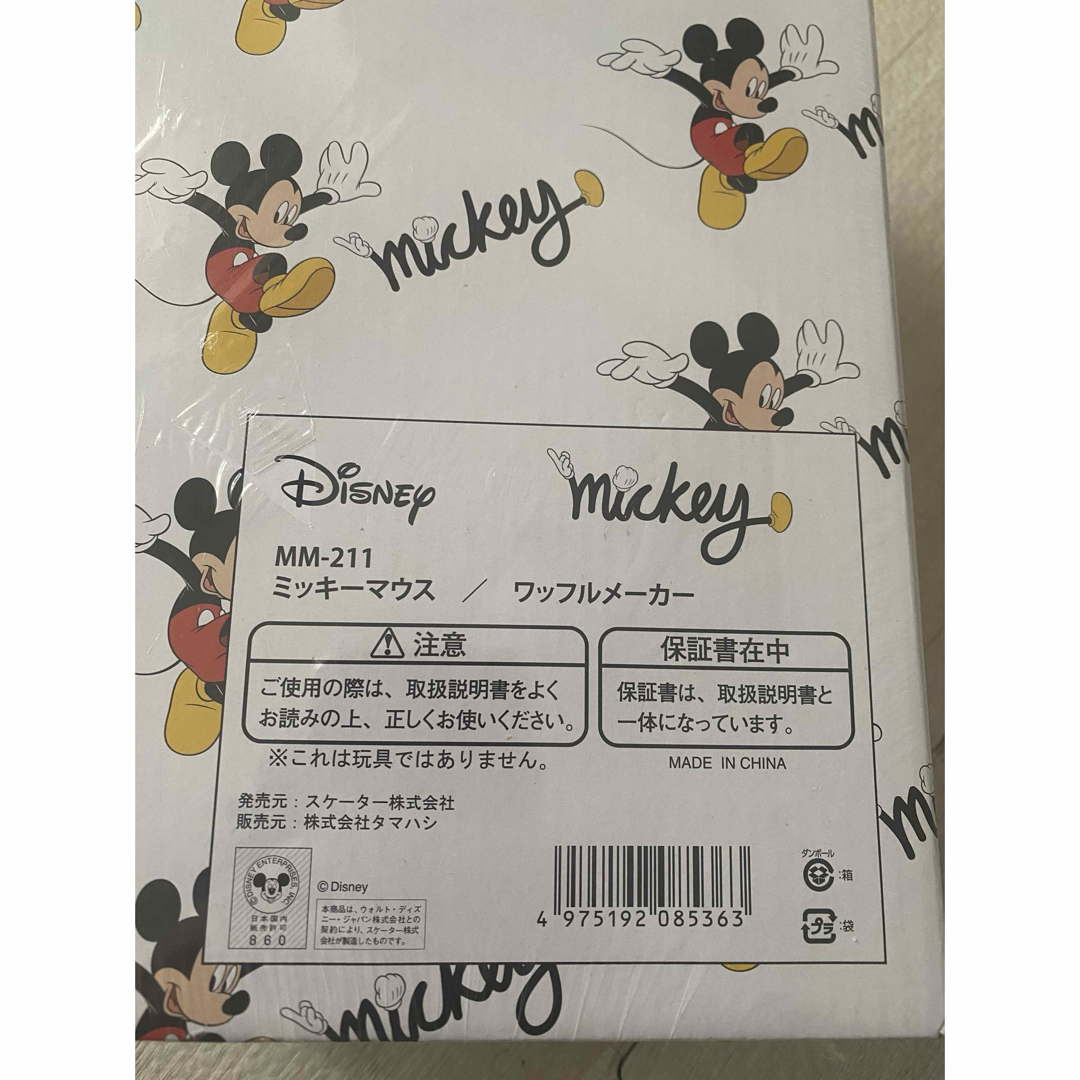 mickey
Disney
mickey
MM-211
ミッキーマウス ／ ワッフルメーカー
⚠ 注意
ご使用の際は、取扱説明書をよく
お読みの上、正しくお使いください。
保証書在中
保証書は、取扱説明書と
一体になっています。
※これは玩具ではありません。
MADE IN CHINA
発売元：スケーター株式会社
販売元：株式会社タマハシ
©DISNEY ENTERPRISES, INC.
日本国内
販売許可
860
©Disney
本商品は、ウォルト・ディズ
ニー・ジャパン株式会社との
契約により、スケーター株式
会社が製造したものです。
4 975192 085363
ダンボール
:箱
プラ
:袋
mickey